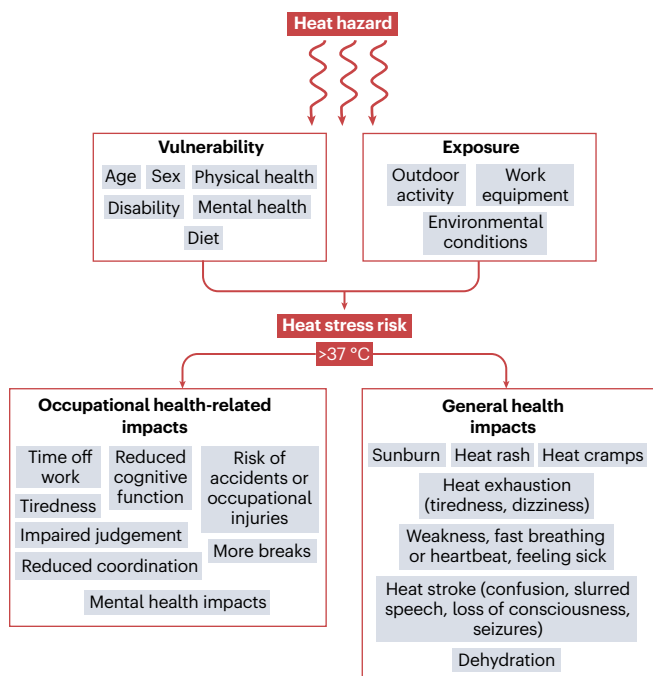 Heat hazard
Vulnerability
Age
Sex
Physical health
Disability
Mental health
Diet
Exposure
Outdoor
activity
Work
equipment
Environmental
conditions
Heat stress risk
>37 °C
Occupational health-related
impacts
Time off
work
Reduced
cognitive
function
Risk of
accidents or
occupational
injuries
Tiredness
Impaired judgement
Reduced coordination
More breaks
Mental health impacts
General health
impacts
Sunburn
Heat rash
Heat cramps
Heat exhaustion
(tiredness, dizziness)
Weakness, fast breathing
or heartbeat, feeling sick
Heat stroke (confusion, slurred
speech, loss of consciousness,
seizures)
Dehydration